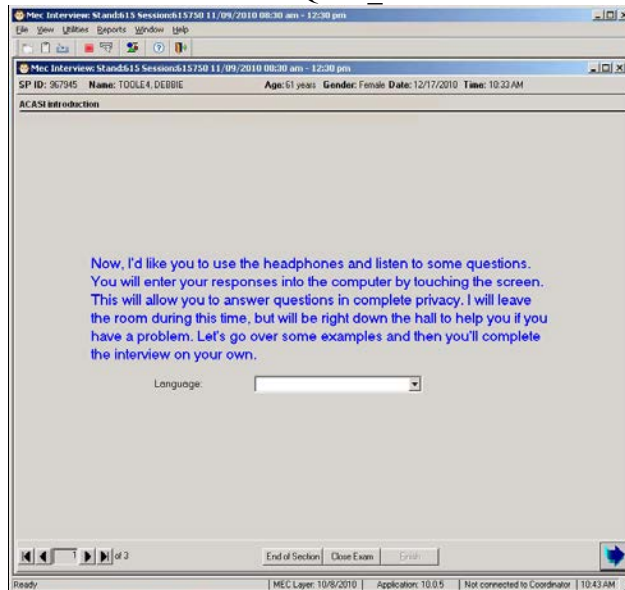 Mec Interview: Stand:615 Session:615750 11/09/2010 08:30 am - 12:30 pm
File View Utilities Reports Window Help
Mec Interview: Stand:615 Session:615750 11/09/2010 08:30 am - 12:30 pm
SP ID: 967945 Name: TOOLE4, DEBBIE Age: 61 years Gender: Female Date: 12/17/2010 Time: 10:33 AM
ACASI introduction
Now, I'd like you to use the headphones and listen to some questions.
You will enter your responses into the computer by touching the screen.
This will allow you to answer questions in complete privacy. I will leave
the room during this time, but will be right down the hall to help you if you
have a problem. Let's go over some examples and then you'll complete
the interview on your own.
Language:
1 of 3 End of Section Close Exam Finish
Ready MEC Layer: 10/8/2010 Application: 10.0.5 Not connected to Coordinator 10:43 AM